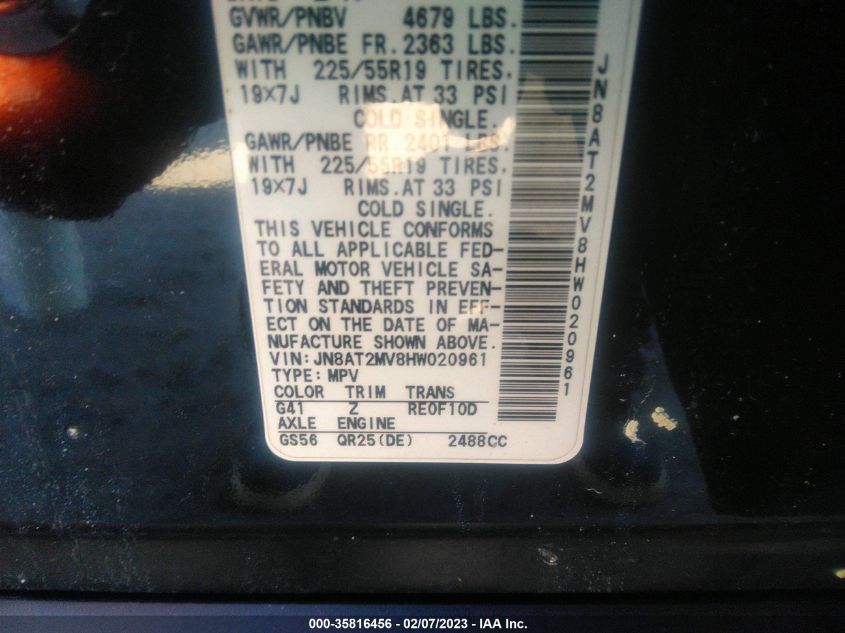 GVWR/PNBV 4679 LBS.
GAWR/PNBE FR. 2363 LBS.
WITH 225/55R19 TIRES.
19X7J RIMS. AT 33 PSI
COLD SINGLE.
GAWR/PNBE RR. 2401 LBS.
WITH 225/55R19 TIRES.
19X7J RIMS. AT 33 PSI
COLD SINGLE.
THIS VEHICLE CONFORMS
TO ALL APPLICABLE FED-
ERAL MOTOR VEHICLE SA-
FETY AND THEFT PREVEN-
TION STANDARDS IN EFF-
ECT ON THE DATE OF MA-
NUFACTURE SHOWN ABOVE.
VIN: JN8AT2MV8HW020961
TYPE: MPV
COLOR TRIM TRANS
G41 Z RE0F10D
AXLE ENGINE
GS56 QR25(DE) 2488CC
JN8AT2MV8HW020961
000-35816456 - 02/07/2023 - IAA Inc.